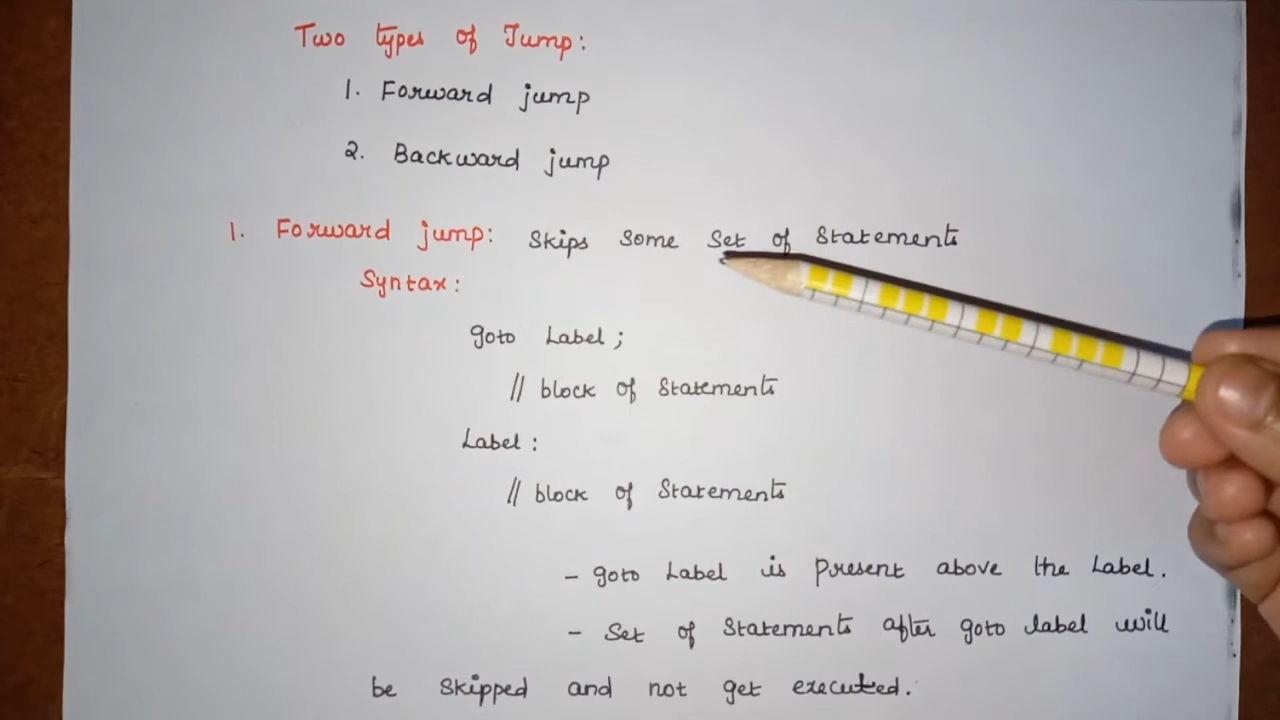 Two types of Jump:
1. Forward jump
2. Backward jump
1. Forward jump: Skips Some Set of Statements
Syntax:
goto Label;
// block of Statements
Label:
// block of Statements
- goto Label is present above the Label.
- Set of Statements after goto label will
be Skipped and not get executed.